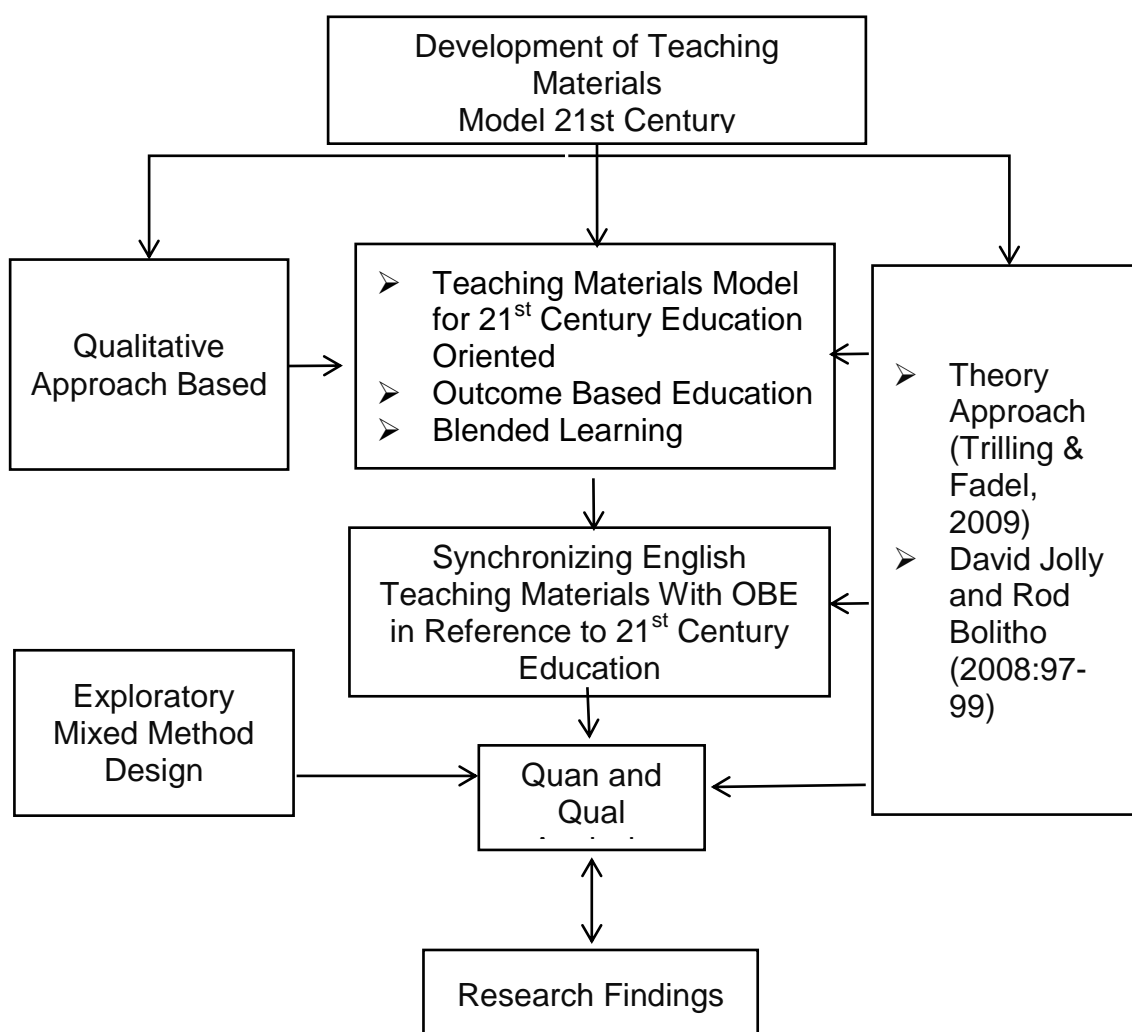 Development of Teaching
Materials
Model 21st Century
Qualitative
Approach Based
➢ Teaching Materials Model
for 21st Century Education
Oriented
➢ Outcome Based Education
➢ Blended Learning
➢ Theory
Approach
(Trilling &
Fadel,
2009)
➢ David Jolly
and Rod
Bolitho
(2008:97-
99)
Synchronizing English
Teaching Materials With OBE
in Reference to 21st Century
Education
Exploratory
Mixed Method
Design
Quan and
Qual
Research Findings